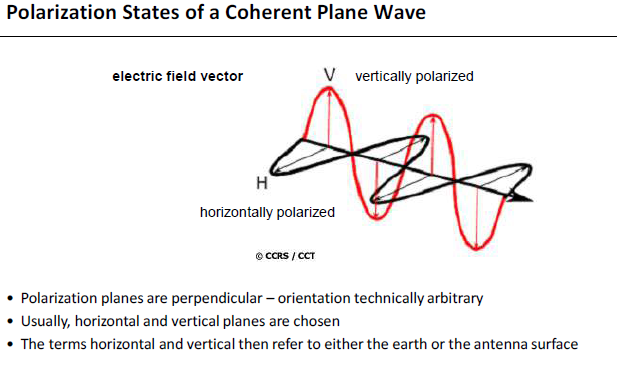 Polarization States of a Coherent Plane Wave
electric field vector
V
vertically polarized
H
horizontally polarized
© CCRS / CCT
• Polarization planes are perpendicular – orientation technically arbitrary
• Usually, horizontal and vertical planes are chosen
• The terms horizontal and vertical then refer to either the earth or the antenna surface